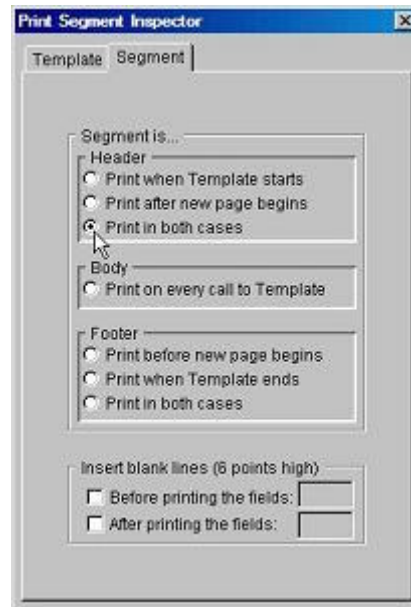 Print Segment Inspector
Template Segment
Segment is...
Header
Print when Template starts
Print after new page begins
Print in both cases
Body
Print on every call to Template
Footer
Print before new page begins
Print when Template ends
Print in both cases
Insert blank lines (6 points high)
Before printing the fields:
After printing the fields: